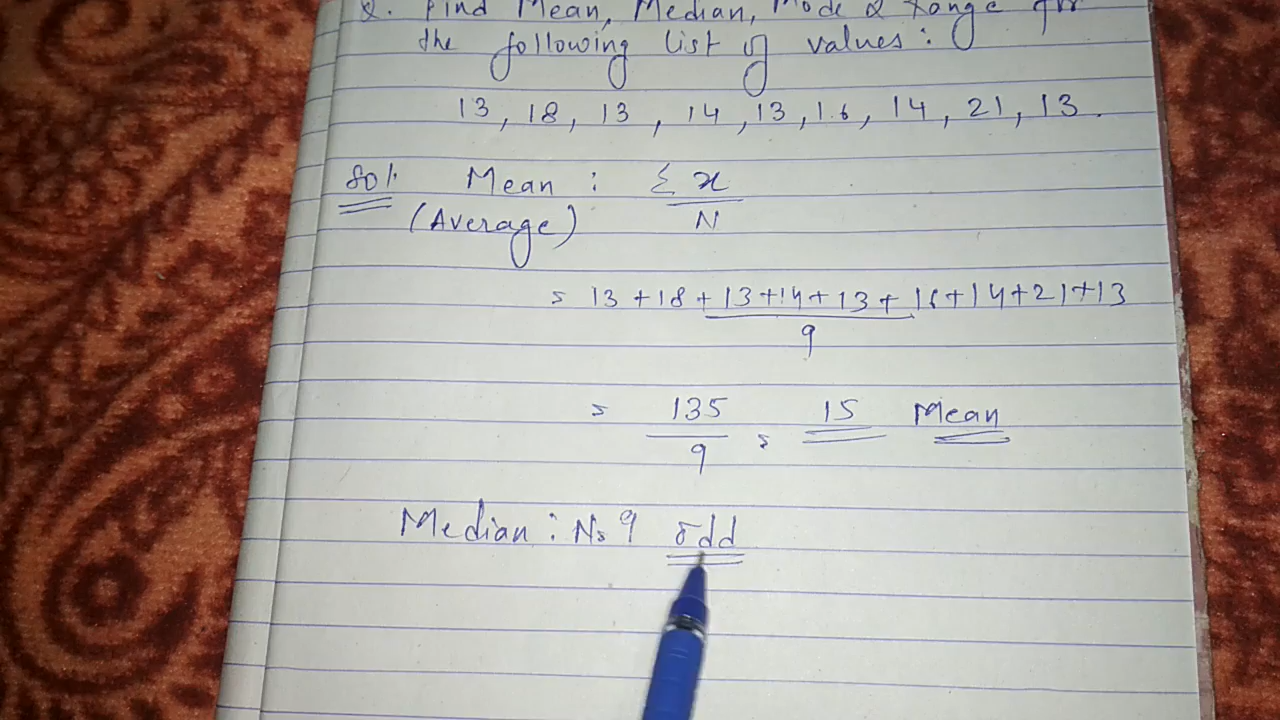 Q. Find Mean, Median, Mode & range for
the following list of values :
13, 18, 13, 14, 13, 16, 14, 21, 13.
Sol. Mean : Σx
(Average) N
= 13+18+13+14+13+16+14+21+13
9
= 135 = 15 Mean
9
Median : N=9 odd